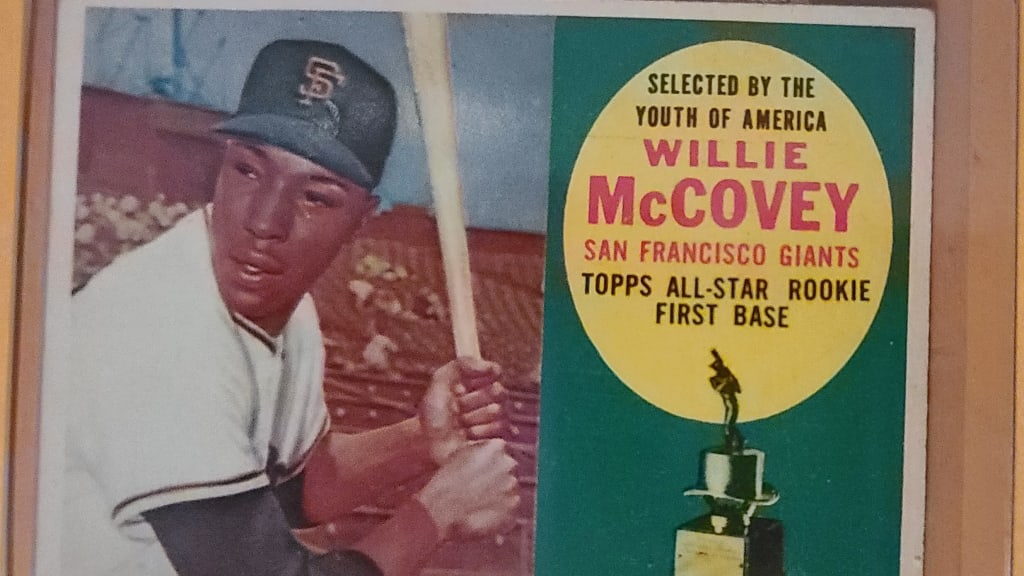 SF
SELECTED BY THE
YOUTH OF AMERICA
WILLIE
McCOVEY
SAN FRANCISCO GIANTS
TOPPS ALL-STAR ROOKIE
FIRST BASE